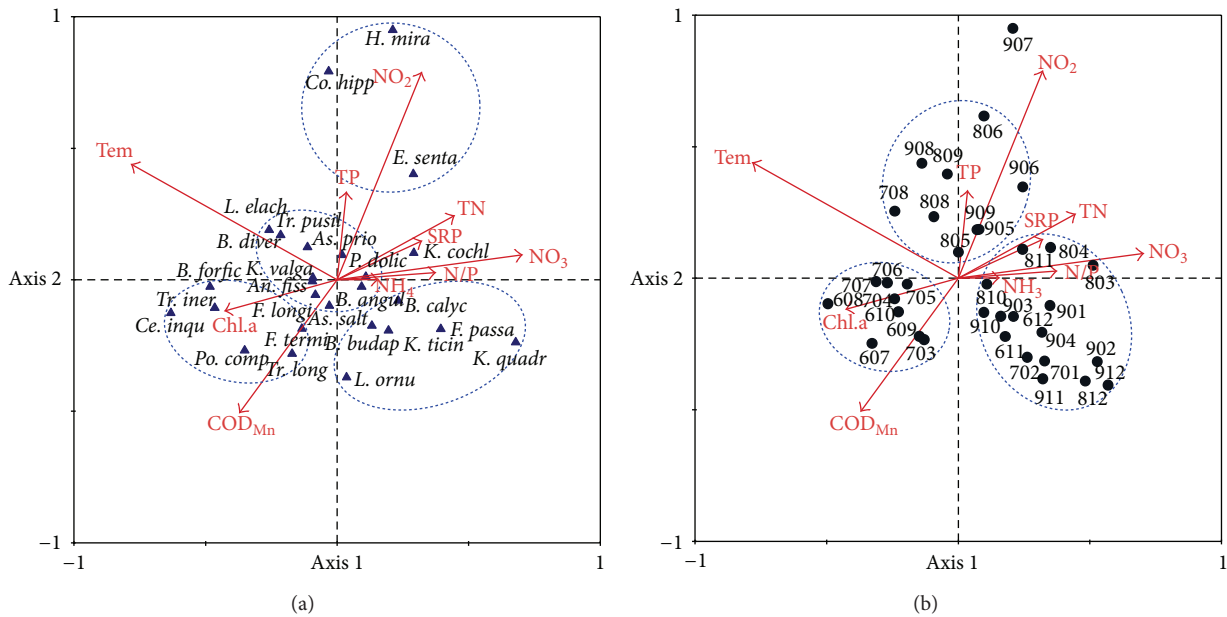 1
H. mira
Co. hipp
NO2
E. senta
Tem
TP
L. elach
Tr. pusil
TN
B. diver
As. prio
SRP
K. cochl
P. dolic
NO3
Axis 2
B. forfic
K. valga
N/P
An. fiss
NH4
Tr. iner
B. angul
B. calyc
Chl.a
F. longi
As. salt
Ce. inqu
F. termi
B. budap
F. passa
K. ticin
Po. comp
Tr. long
K. quadr
L. ornu
CODMn
−1
−1
Axis 1
1
(a)
1
907
NO2
806
908
809
906
Tem
TP
708
808
909
TN
905
SRP
805
811
804
NO3
Axis 2
803
706
N/P
707
NH3
810
608
704
705
903
901
Chl.a
610
910
612
609
904
611
902
607
703
702
701
912
911
812
CODMn
−1
−1
Axis 1
1
(b)